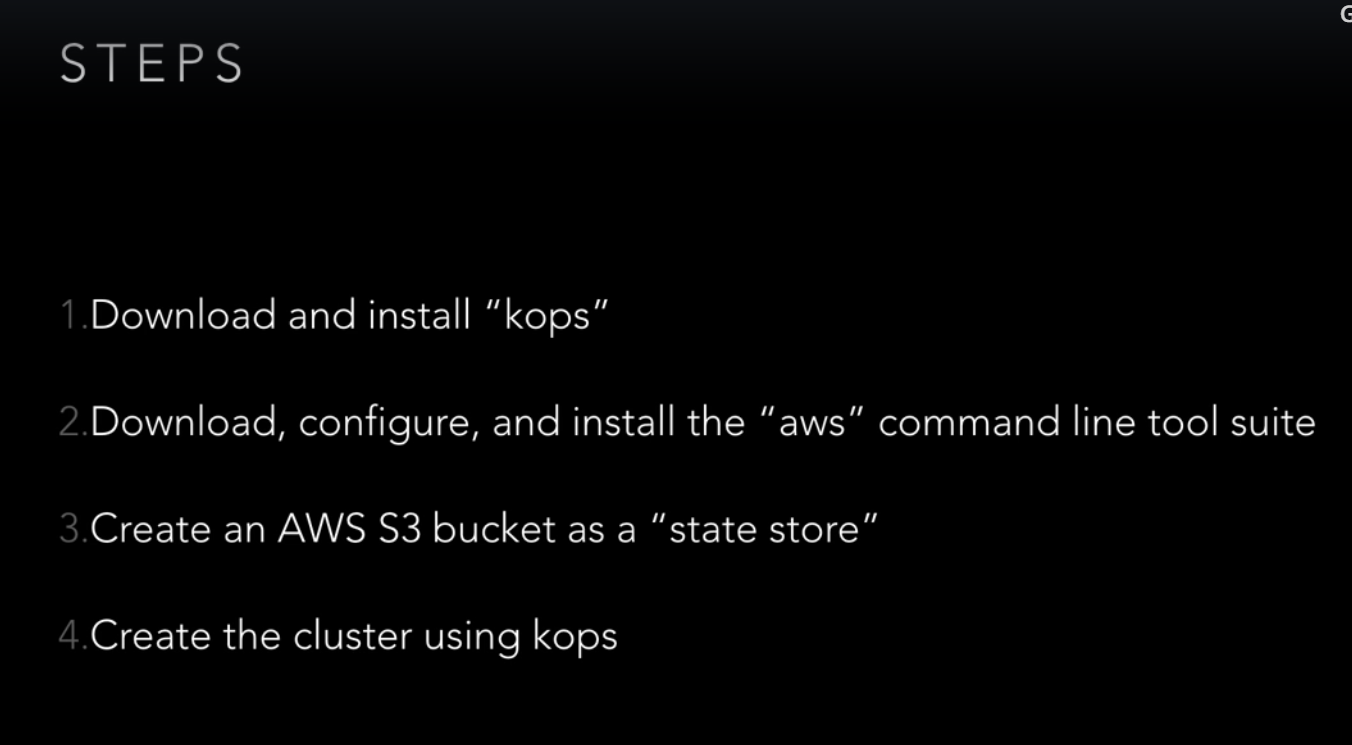 STEPS
1.Download and install “kops”
2.Download, configure, and install the “aws” command line tool suite
3.Create an AWS S3 bucket as a “state store”
4.Create the cluster using kops